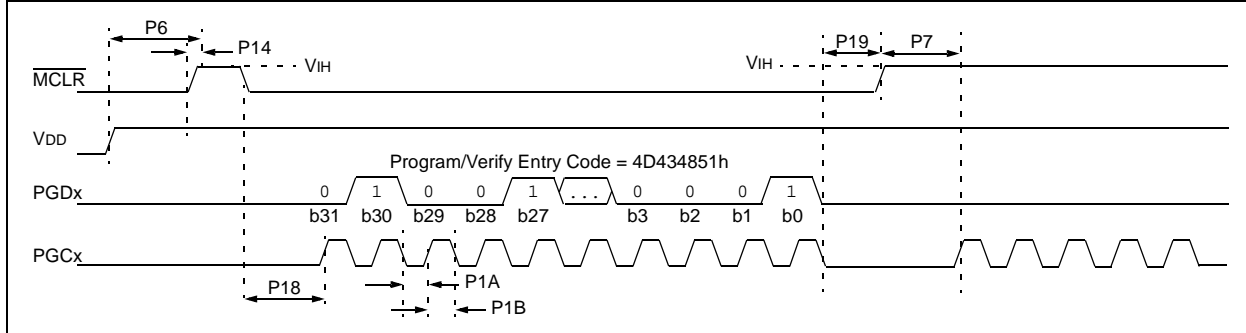 P6
P14
P19
P7
VIH
VIH
MCLR
VDD
Program/Verify Entry Code = 4D434851h
PGDx
0 1 0 0 1 ... 0 0 0 1
b31 b30 b29 b28 b27 b3 b2 b1 b0
PGCx
P18
P1A
P1B